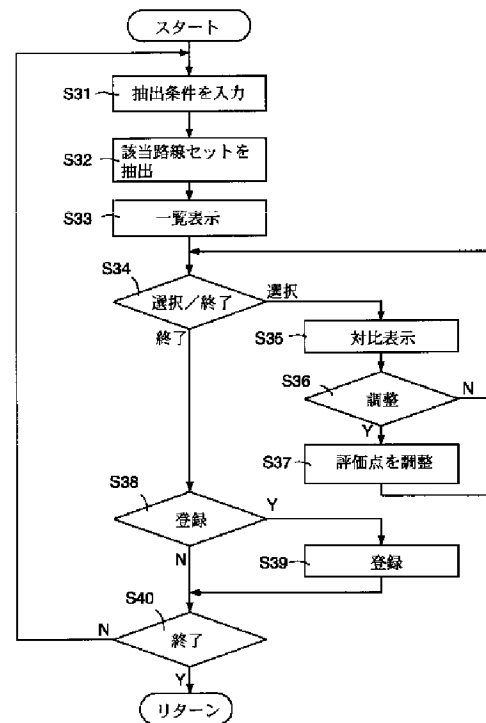 スタート
S31
抽出条件を入力
S32
該当路線セットを
抽出
S33
一覧表示
S34
選択／終了
選択
終了
S35
対比表示
S36
調整
N
Y
S37
評価点を調整
S38
登録
Y
N
S39
登録
S40
N
終了
Y
リターン